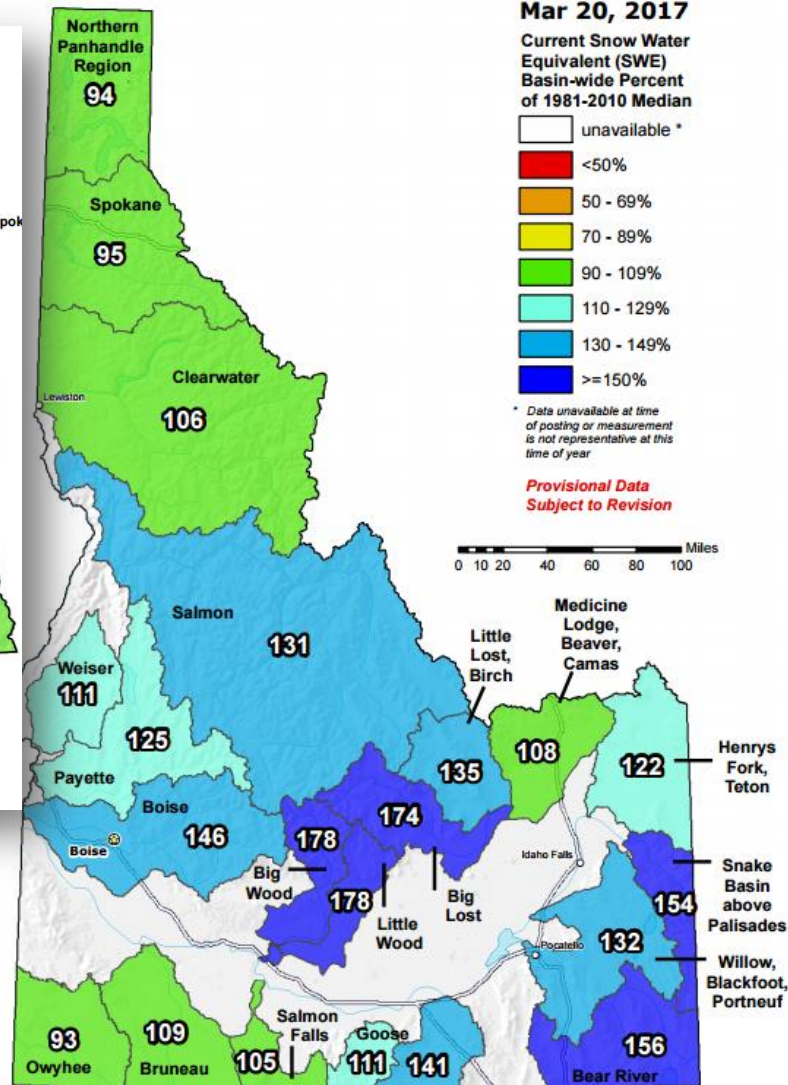 Mar 20, 2017
Current Snow Water
Equivalent (SWE)
Basin-wide Percent
of 1981-2010 Median
unavailable *
<50%
50 - 69%
70 - 89%
90 - 109%
110 - 129%
130 - 149%
>=150%
* Data unavailable at time
of posting or measurement
is not representative at this
time of year
Provisional Data
Subject to Revision
Miles
0 10 20 40 60 80 100
Northern
Panhandle
Region
94
pok
Spokane
95
Clearwater
106
Lewiston
Salmon
131
Weiser
111
125
Payette
Boise
146
Boise
Little
Lost,
Birch
135
Medicine
Lodge,
Beaver,
Camas
108
122
Henrys
Fork,
Teton
174
Big
Lost
178
Big
Wood
178
Little
Wood
Idaho Falls
154
Snake
Basin
above
Palisades
Pocatello
132
Willow,
Blackfoot,
Portneuf
93
Owyhee
109
Bruneau
Salmon
Falls
105
Goose
111
141
156
Bear River